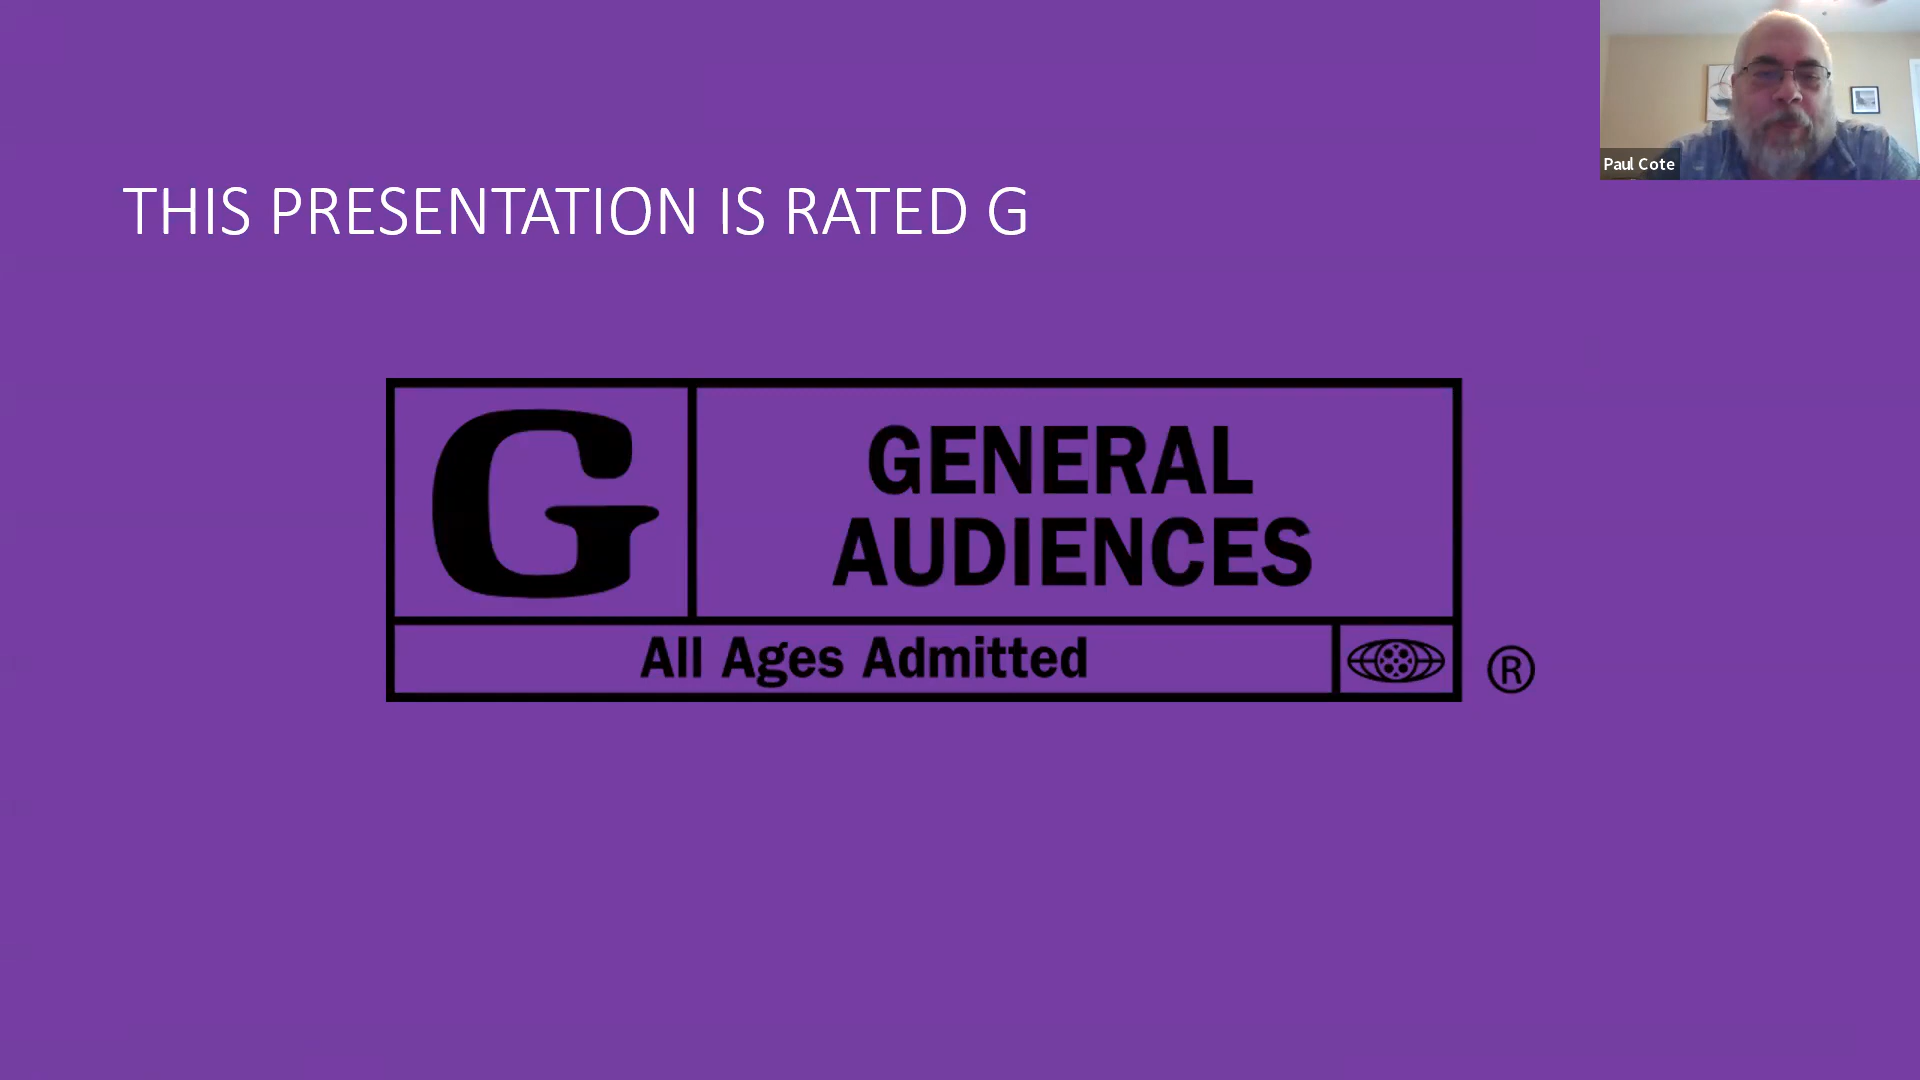 Paul Cote
THIS PRESENTATION IS RATED G
G
GENERAL
AUDIENCES
All Ages Admitted
®